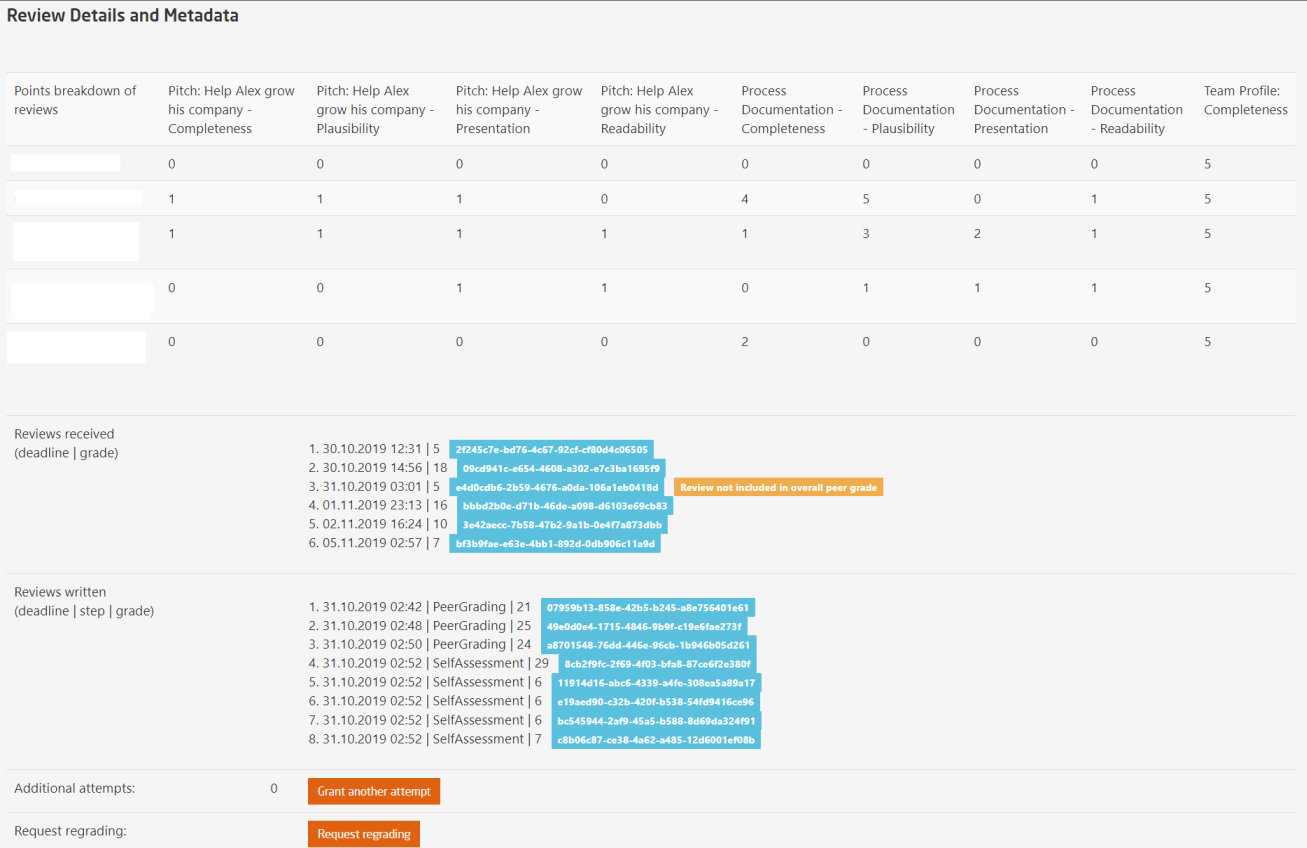 Review Details and Metadata
Points breakdown of reviews
Pitch: Help Alex grow his company - Completeness
Pitch: Help Alex grow his company - Plausibility
Pitch: Help Alex grow his company - Presentation
Pitch: Help Alex grow his company - Readability
Process Documentation - Completeness
Process Documentation - Plausibility
Process Documentation - Presentation
Process Documentation - Readability
Team Profile: Completeness
0 0 0 0 0 0 0 0 5
1 1 1 0 4 5 0 1 5
1 1 1 1 1 3 2 1 5
0 0 1 1 0 1 1 1 5
0 0 0 0 2 0 0 0 5
Reviews received
(deadline | grade)
1. 30.10.2019 12:31 | 5 2f245c7e-bd76-4c67-92cf-cf80d4c06505
2. 30.10.2019 14:56 | 18 09cd941c-e654-4608-a302-e7c3ba1695f9
3. 31.10.2019 03:01 | 5 e4d0cdb6-2b59-4676-a0da-106a1eb0418d Review not included in overall peer grade
4. 01.11.2019 23:13 | 16 bbbd2b0e-d71b-46de-a098-d6103e69cb83
5. 02.11.2019 16:24 | 10 3e42aecc-7b58-47b2-9a1b-0e4f7a873dbb
6. 05.11.2019 02:57 | 7 bf3b9fae-e63e-4bb1-892d-0db906c11a9d
Reviews written
(deadline | step | grade)
1. 31.10.2019 02:42 | PeerGrading | 21 07959b13-858e-42b5-b245-a8e756401e61
2. 31.10.2019 02:48 | PeerGrading | 25 49e0d0e4-1715-4846-9b9f-c19e6fae273f
3. 31.10.2019 02:50 | PeerGrading | 24 a8701548-76dd-446e-96cb-1b946b05d261
4. 31.10.2019 02:52 | SelfAssessment | 29 8cb2f9fc-2f69-4f03-bfa8-87ce6f2e380f
5. 31.10.2019 02:52 | SelfAssessment | 6 11914d16-abc6-4339-a4fe-308ea5a89a17
6. 31.10.2019 02:52 | SelfAssessment | 6 e19aed90-c32b-420f-b538-54fd9416ce96
7. 31.10.2019 02:52 | SelfAssessment | 6 bc545944-2af9-45a5-b588-8d69da324f91
8. 31.10.2019 02:52 | SelfAssessment | 7 c8b06c87-ce38-4a62-a485-12d6001ef08b
Additional attempts: 0 Grant another attempt
Request regrading: Request regrading